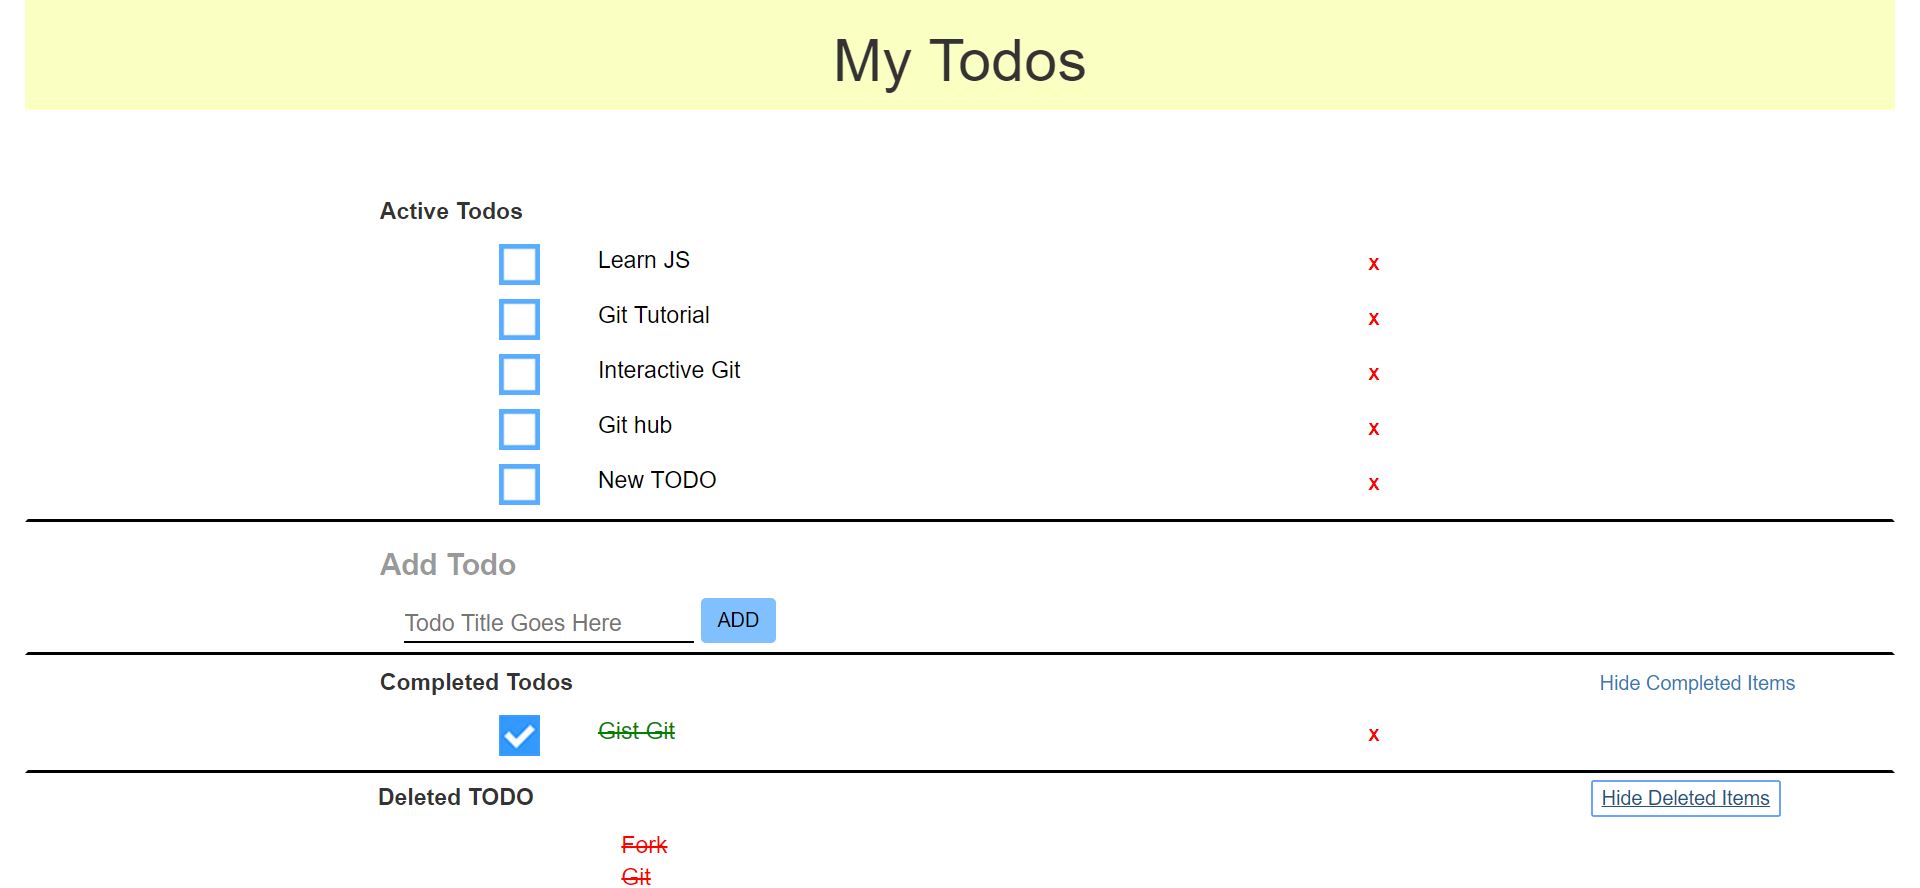 My Todos
Active Todos
Learn JS x
Git Tutorial x
Interactive Git x
Git hub x
New TODO x
Add Todo
Todo Title Goes Here ADD
Completed Todos Hide Completed Items
Gist Git x
Deleted TODO Hide Deleted Items
Fork
Git